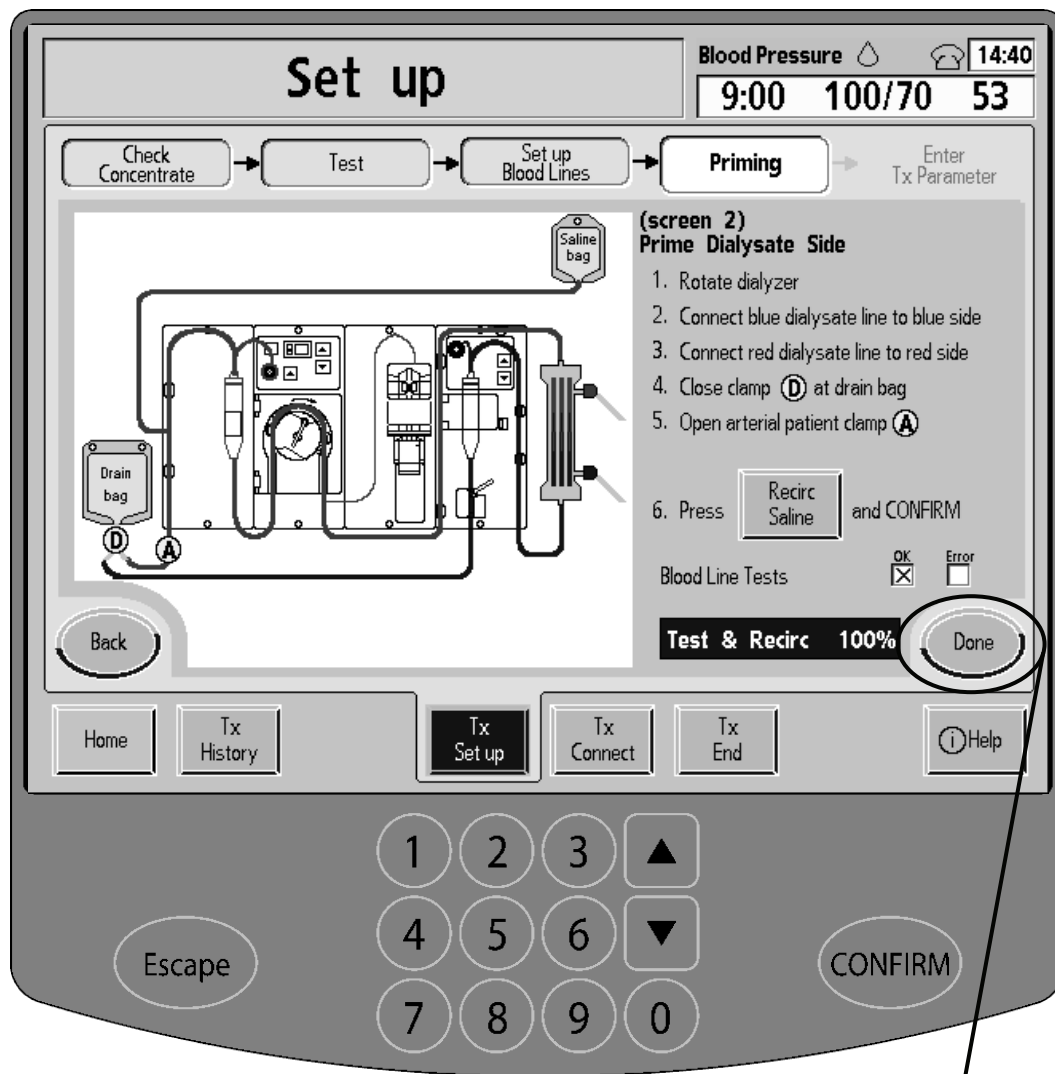 Set up
Blood Pressure 14:40
9:00 100/70 53
Check
Concentrate
Test
Set up
Blood Lines
Priming
Enter
Tx Parameter
Saline
bag
Drain
bag
D
A
(screen 2)
Prime Dialysate Side
1. Rotate dialyzer
2. Connect blue dialysate line to blue side
3. Connect red dialysate line to red side
4. Close clamp D at drain bag
5. Open arterial patient clamp A
6. Press Recirc Saline and CONFIRM
Blood Line Tests OK Error
Test & Recirc 100%
Back
Done
Home
Tx
History
Tx
Set up
Tx
Connect
Tx
End
i Help
1 2 3
4 5 6
7 8 9 0
Escape
CONFIRM